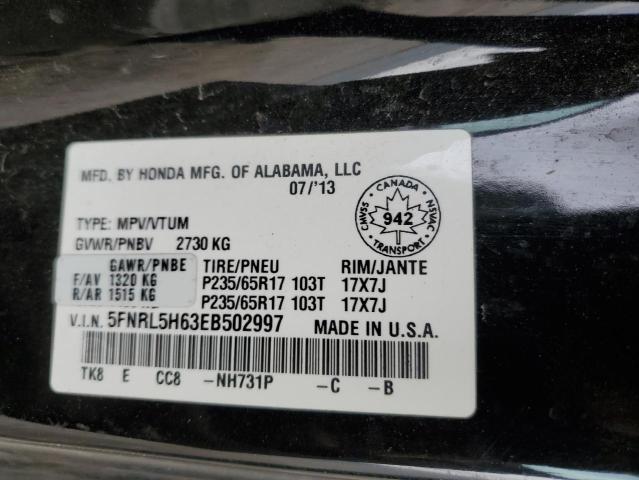 MFD. BY HONDA MFG. OF ALABAMA, LLC
07/'13
CANADA
CMVSS 942 NSVAC
TRANSPORT
TYPE: MPV/VTUM
GVWR/PNBV 2730 KG
GAWR/PNBE TIRE/PNEU RIM/JANTE
F/AV 1320 KG P235/65R17 103T 17X7J
R/AR 1515 KG P235/65R17 103T 17X7J
V.I.N. 5FNRL5H63EB502997 MADE IN U.S.A.
TK8 E CC8 -NH731P -C -B